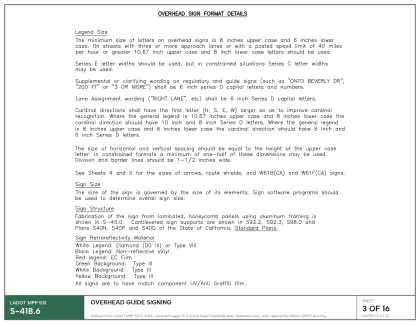 OVERHEAD SIGN FORMAT DETAILS
Legend Size
The minimum size of letters on overhead signs is 8 inches upper and 6 inches lower
case. On streets with three or more approach lanes or with a posted speed limit of 40 miles
per hour or greater 10.67 inch upper and 8 inch lower case letters should be used.
Series E letter widths should be used, but in constrained situations Series C letter widths
may be used.
Supplemental or clarifying wording on regulatory and guide signs (such as "ONTO BEVERLY DR",
"200 FT" or "3 OR MORE") shall be 6 inch series D capital letters and numbers.
Lane Assignment wording ("RIGHT LANE", etc) shall be 6 inch Series D capital letters.
Cardinal directions shall have the first letter (N, S, E, W) larger so as to improve cardinal
recognition. Where the general legend is 10.67 inches upper and 8 inches lower case the
cardinal direction should have 10 inch and 8 inch Series D letters. Where the general legend
is 8 inches upper and 6 inches lower case the cardinal direction should have 8 inch and
6 inch Series D letters.
The size of horizontal and vertical spacing should be equal to the height of the upper case
letter. In constrained formats a minimum of one-half of these dimensions may be used
Division and border lines should be 1-1/2 inches wide.
See Sheets 4 and 5 for the sizes of arrows, route shields, and W61B(CA) and W61F(CA) signs.
Sign Size
The size of the sign is governed by the size of its elements. Sign software programs should
be used to determine overall sign size.
Sign Structure
Fabrication of the sign from laminated, honeycomb panels using aluminum framing is
shown in S-45.0. Cantilevered sign supports are shown in S92.2, S92.3, S98.0 and
Plans S40N, S40P and S40Q of the State of California, Standard Plans.
Sign Retroreflectivity Material
White Legend: Diamond (DG III) or Type VIII
Black Legend: Non-reflective Vinyl
Red legend: EC Film
Green Background: Type III
White Background: Type III
Yellow Background: Type III
All signs are to have match component UV/Anti Graffiti film.
LADOT MPP 531
S-418.6
OVERHEAD GUIDE SIGNING
SHEET
3 OF 16